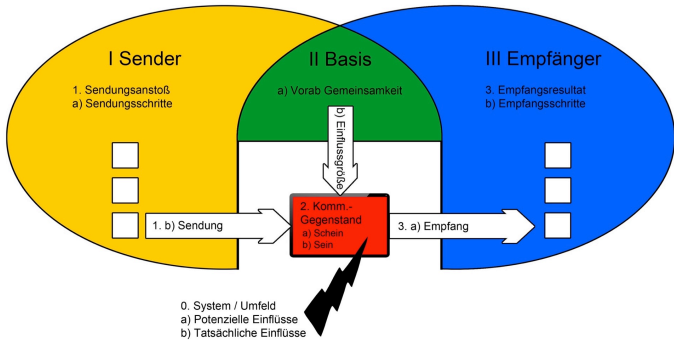 I Sender
1. Sendungsanstoß
a) Sendungsschritte
II Basis
a) Vorab Gemeinsamkeit
b) Einflussgröße
III Empfänger
3. Empfangsresultat
b) Empfangsschritte
1. b) Sendung
2. Komm.-
Gegenstand
a) Schein
b) Sein
3. a) Empfang
0. System / Umfeld
a) Potenzielle Einflüsse
b) Tatsächliche Einflüsse